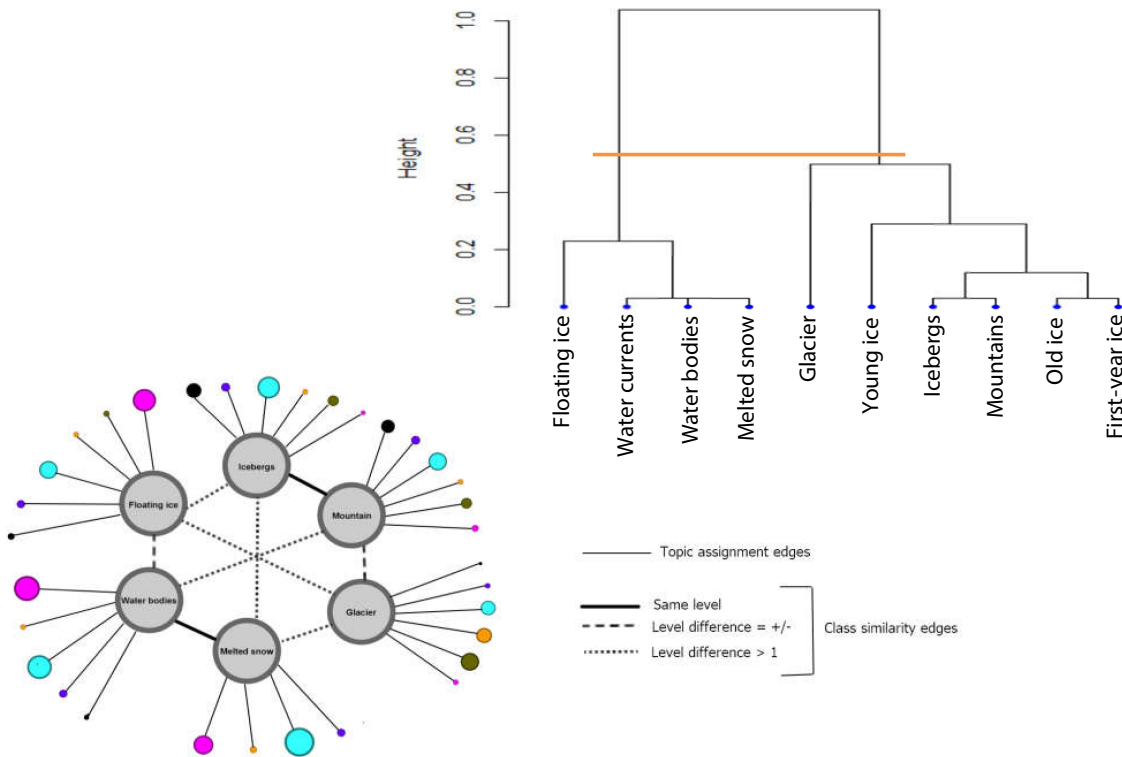 Height
0.0
0.2
0.4
0.6
0.8
1.0
Floating ice
Water currents
Water bodies
Melted snow
Glacier
Young ice
Icebergs
Mountains
Old ice
First-year ice
Icebergs
Floating ice
Mountain
Water bodies
Glacier
Melted snow
Topic assignment edges
Same level
Level difference = +/-
Level difference > 1
Class similarity edges